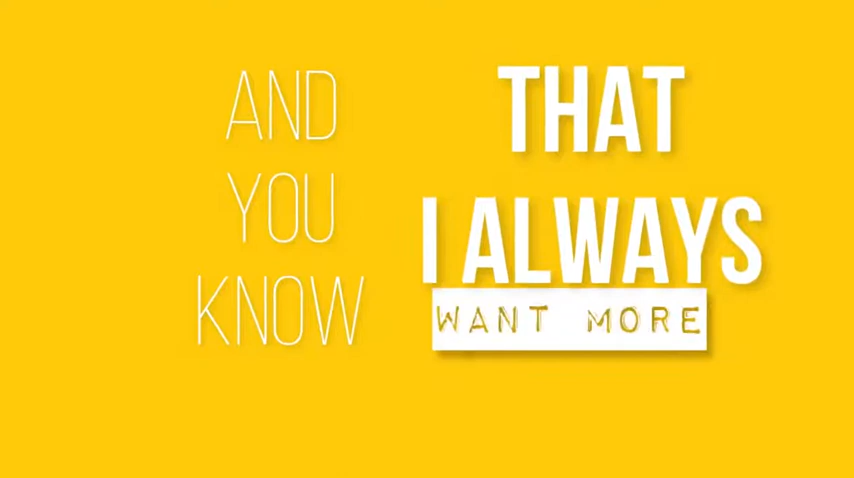 AND
YOU
KNOW
THAT
I ALWAYS
WANT MORE